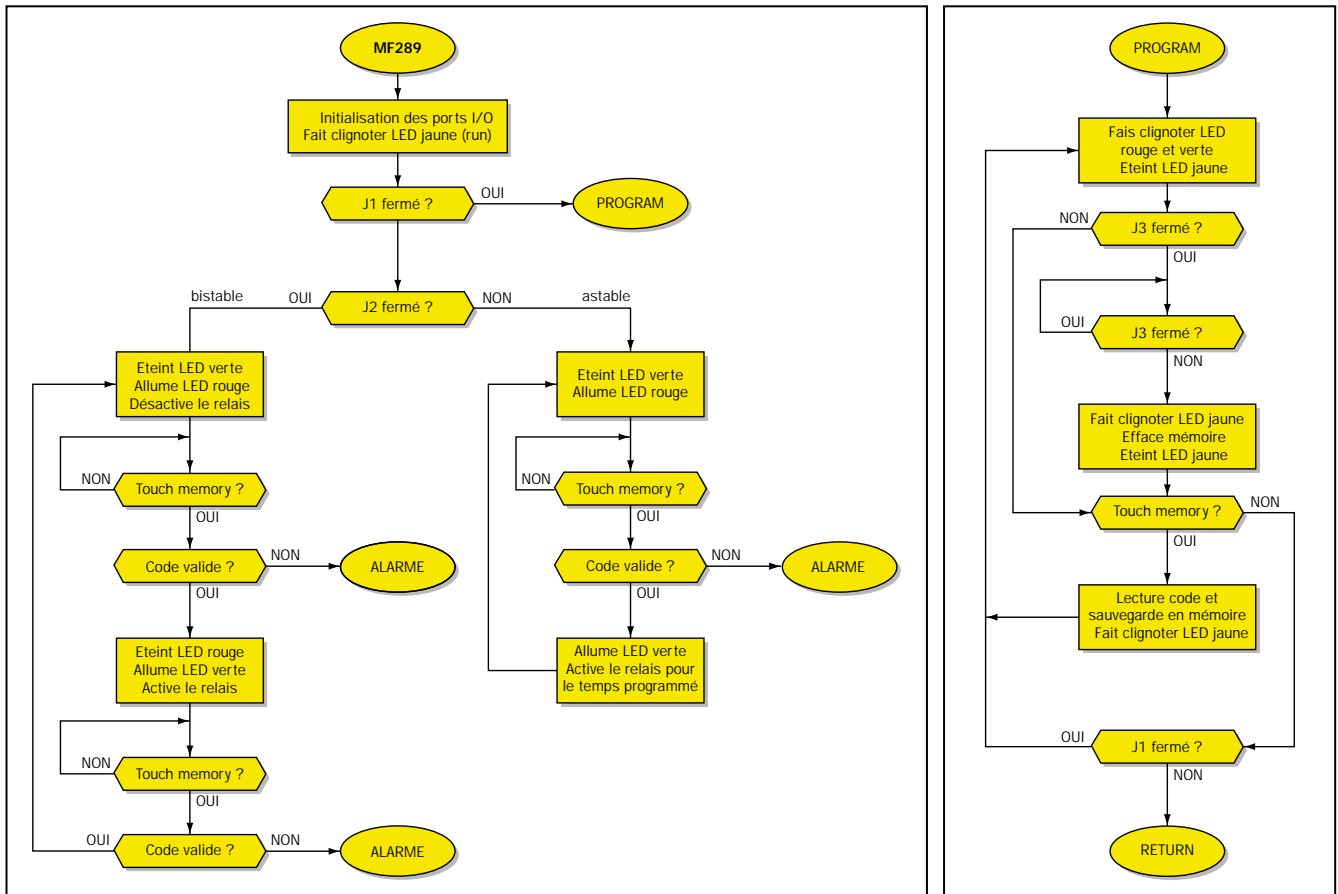 MF289
Initialisation des ports I/O
Fait clignoter LED jaune (run)
J1 fermé ?
OUI
PROGRAM
bistable
OUI
J2 fermé ?
NON
astable
Eteint LED verte
Allume LED rouge
Désactive le relais
NON
Touch memory ?
OUI
Code valide ?
NON
ALARME
OUI
Eteint LED rouge
Allume LED verte
Active le relais
NON
Touch memory ?
OUI
OUI
Code valide ?
NON
ALARME
Eteint LED verte
Allume LED rouge
NON
Touch memory ?
OUI
Code valide ?
NON
ALARME
OUI
Allume LED verte
Active le relais pour
le temps programmé
PROGRAM
Fais clignoter LED
rouge et verte
Eteint LED jaune
NON
J3 fermé ?
OUI
OUI
J3 fermé ?
NON
Fait clignoter LED jaune
Efface mémoire
Eteint LED jaune
Touch memory ?
NON
OUI
Lecture code et
sauvegarde en mémoire
Fait clignoter LED jaune
OUI
J1 fermé ?
NON
RETURN